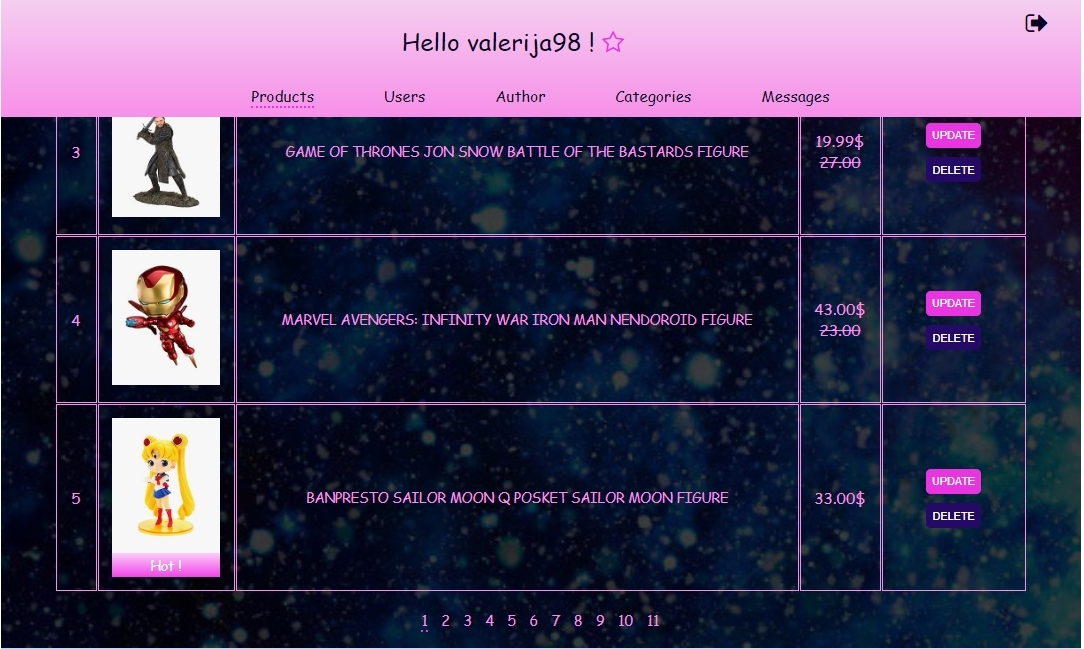 Hello valerija98 !
Products Users Author Categories Messages
3 GAME OF THRONES JON SNOW BATTLE OF THE BASTARDS FIGURE 19.99$ UPDATE
27.00 DELETE
4 MARVEL AVENGERS: INFINITY WAR IRON MAN NENDOROID FIGURE 43.00$ UPDATE
23.00 DELETE
5 BANPRESTO SAILOR MOON Q POSKET SAILOR MOON FIGURE 33.00$ UPDATE
DELETE
Hot !
1 2 3 4 5 6 7 8 9 10 11